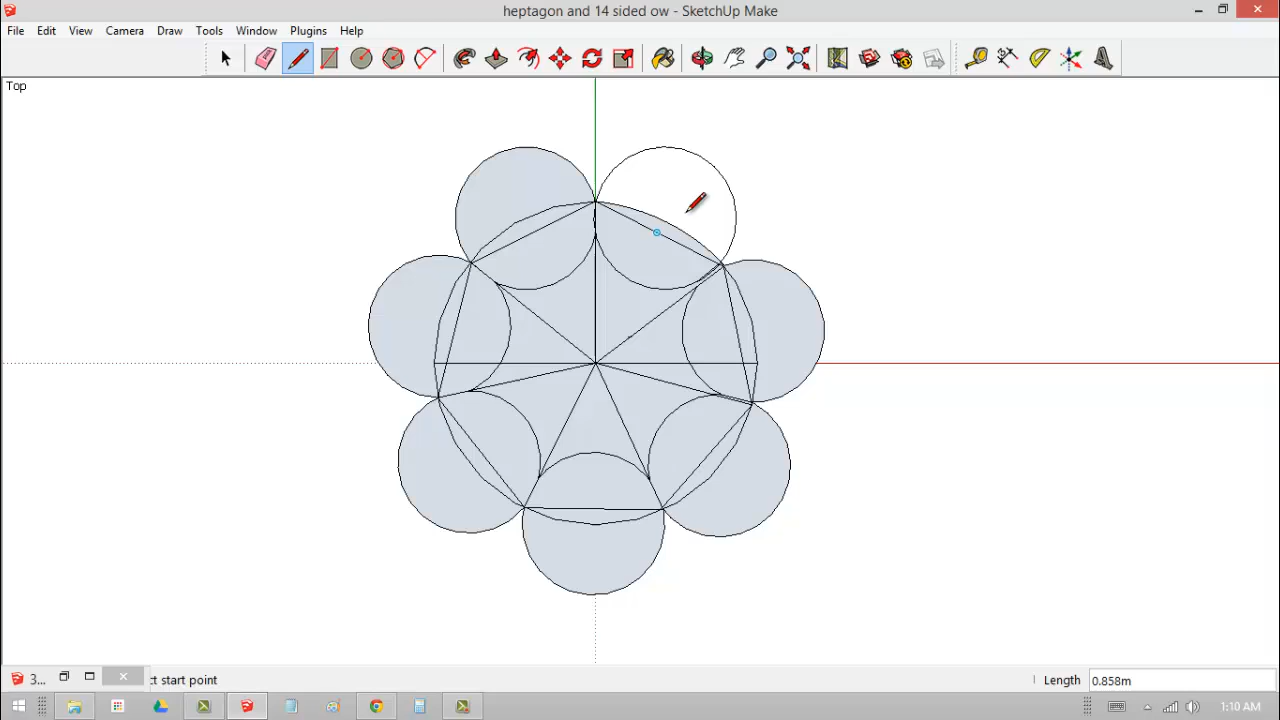 heptagon and 14 sided ow - SketchUp Make
File Edit View Camera Draw Tools Window Plugins Help
Top
3... ct start point Length 0.858m
1:10 AM